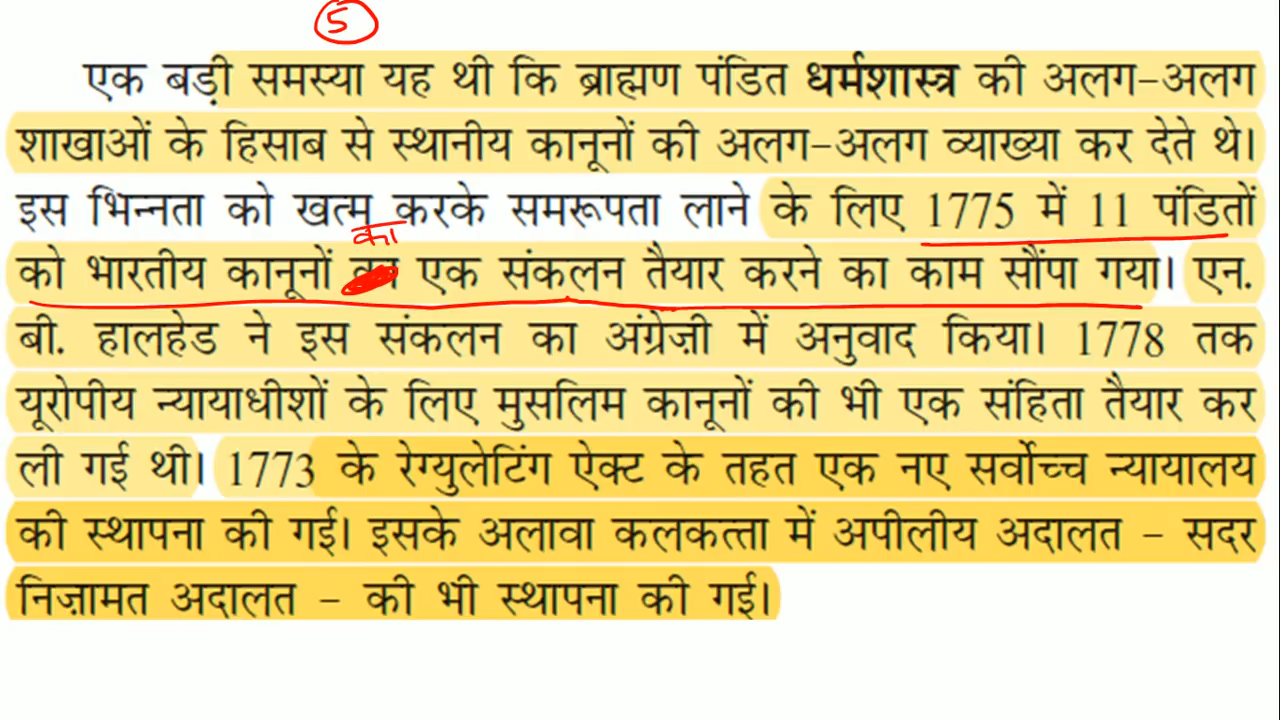 5
एक बड़ी समस्या यह थी कि ब्राह्मण पंडित धर्मशास्त्र की अलग-अलग
शाखाओं के हिसाब से स्थानीय कानूनों की अलग-अलग व्याख्या कर देते थे।
इस भिन्नता को खत्म करके समरूपता लाने के लिए 1775 में 11 पंडितों
का
को भारतीय कानूनों का एक संकलन तैयार करने का काम सौंपा गया। एन.
बी. हालहेड ने इस संकलन का अंग्रेज़ी में अनुवाद किया। 1778 तक
यूरोपीय न्यायाधीशों के लिए मुसलिम कानूनों की भी एक संहिता तैयार कर
ली गई थी। 1773 के रेग्युलेटिंग ऐक्ट के तहत एक नए सर्वोच्च न्यायालय
की स्थापना की गई। इसके अलावा कलकत्ता में अपीलीय अदालत – सदर
निज़ामत अदालत – की भी स्थापना की गई।